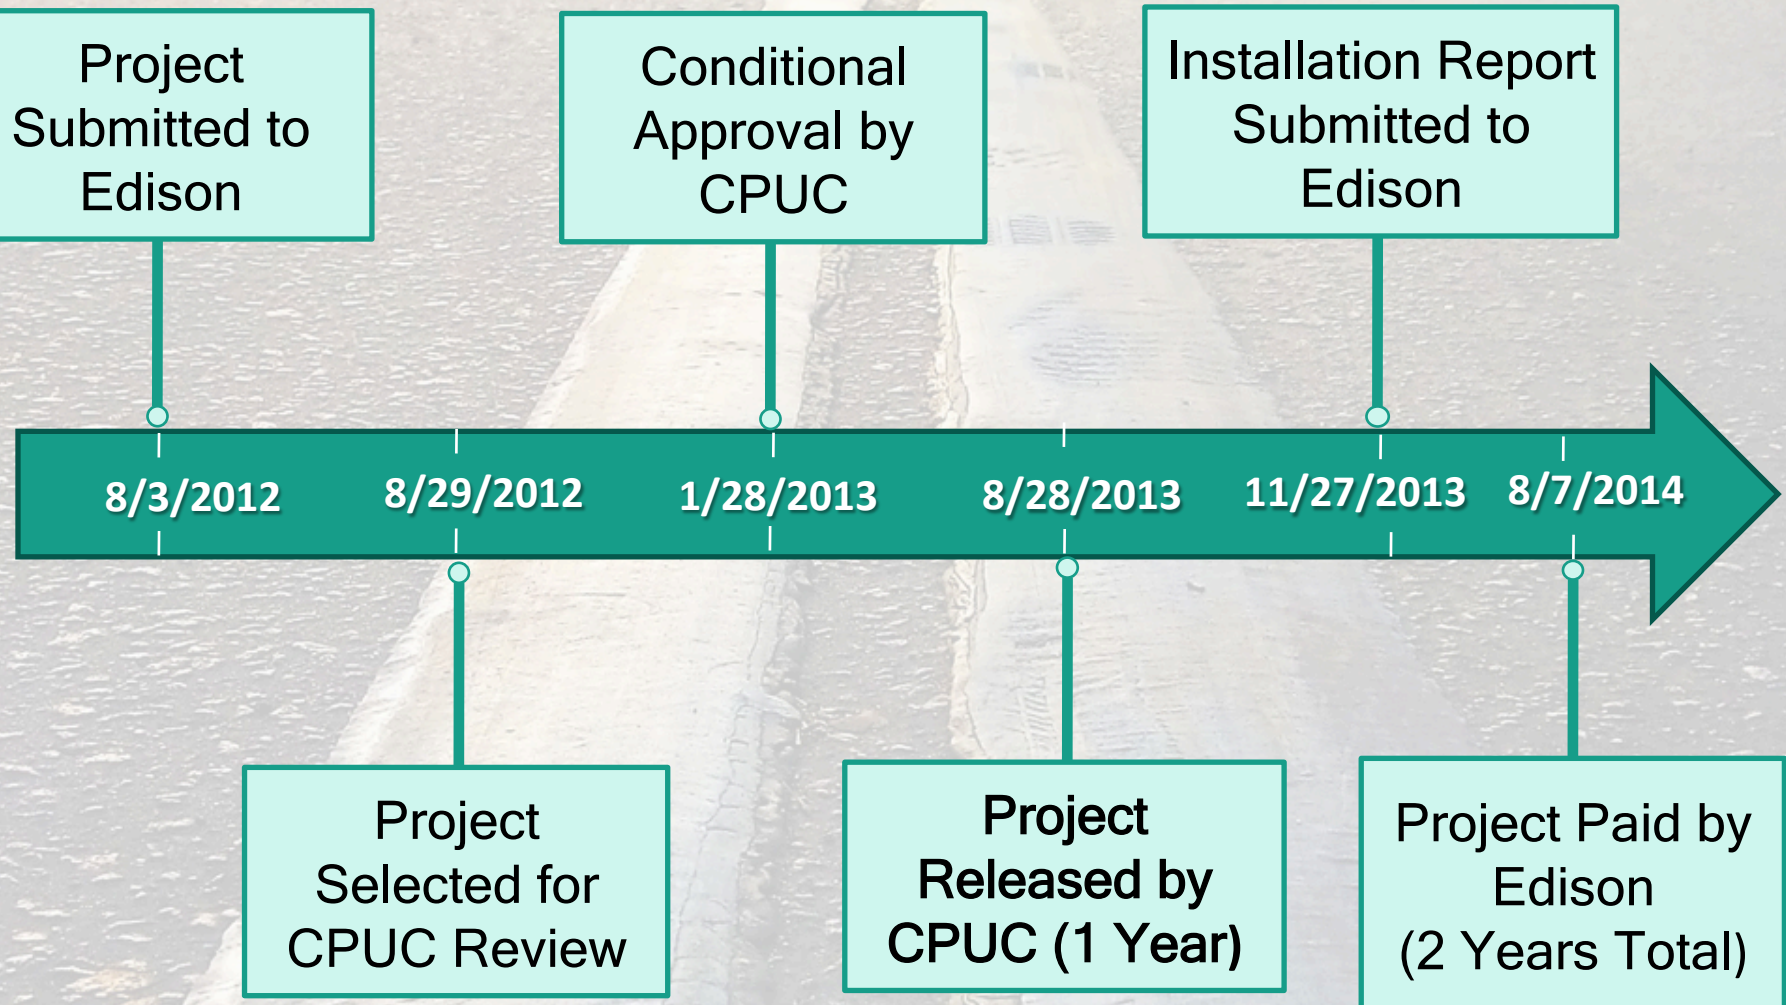 Project
Submitted to
Edison
Conditional
Approval by
CPUC
Installation Report
Submitted to
Edison
8/3/2012
8/29/2012
1/28/2013
8/28/2013
11/27/2013
8/7/2014
Project
Selected for
CPUC Review
Project
Released by
CPUC (1 Year)
Project Paid by
Edison
(2 Years Total)